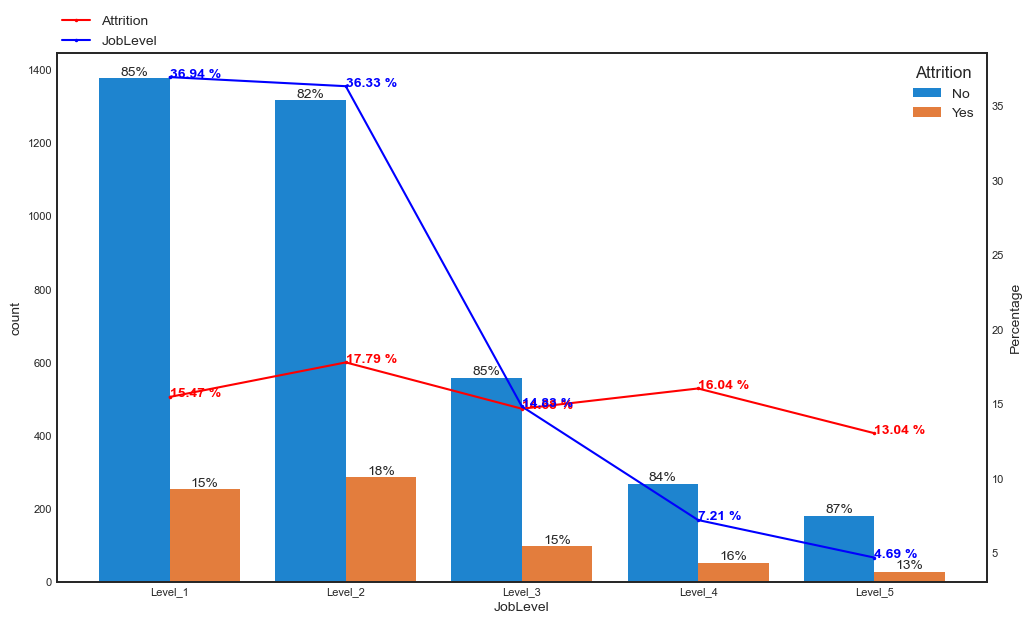 Attrition
JobLevel
Attrition
No
Yes
85%
36.94 %
82%
36.33 %
85%
17.79 %
15.47 %
14.83 %
16.04 %
13.04 %
15%
18%
15%
84%
7.21 %
16%
87%
4.69 %
13%
1400
1200
1000
800
600
400
200
0
count
35
30
25
20
15
10
5
Percentage
Level_1
Level_2
Level_3
Level_4
Level_5
JobLevel